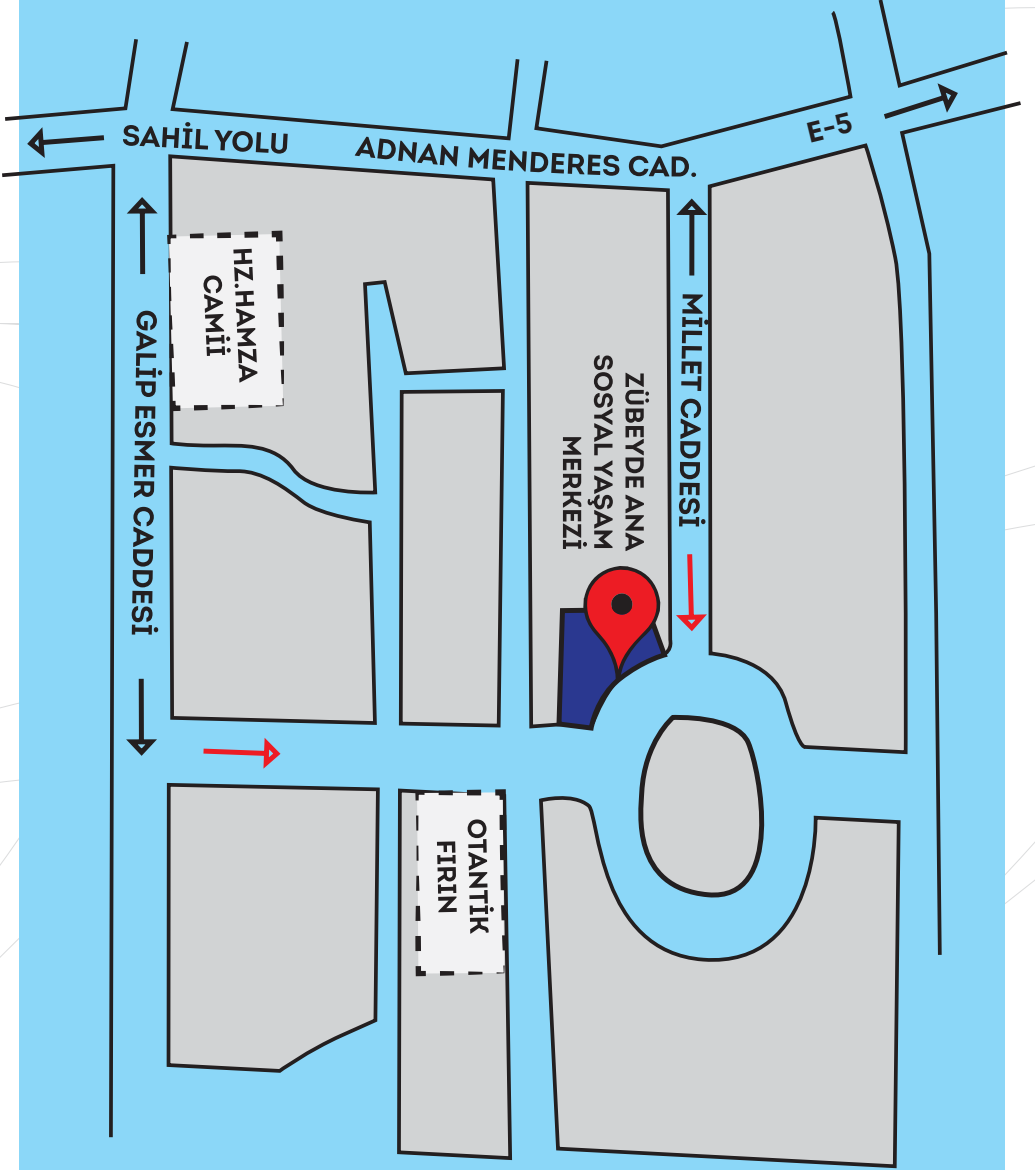 SAHİL YOLU
ADNAN MENDERES CAD.
E-5
HZ.HAMZA
CAMİİ
GALİP ESMER CADDESİ
MİLLET CADDESİ
ZÜBEYDE ANA
SOSYAL YAŞAM
MERKEZİ
OTANTİK
FIRIN